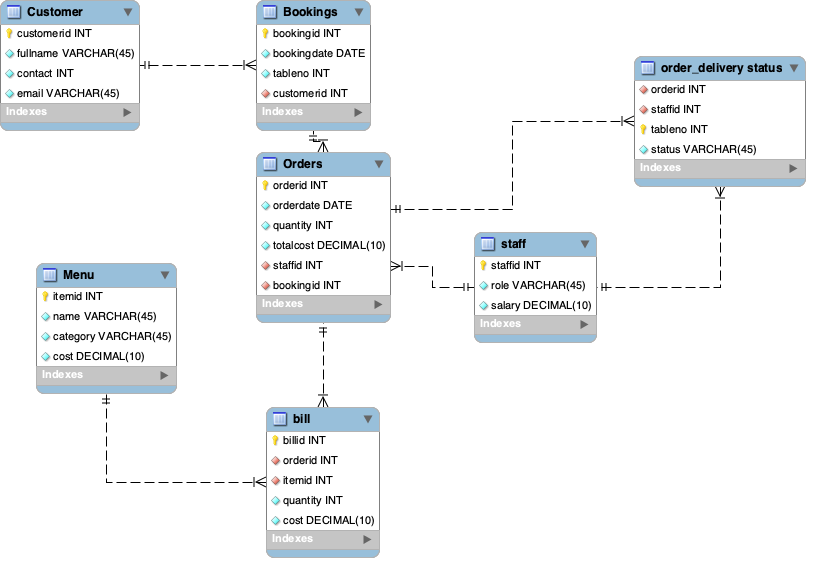 Customer
customerid INT
fullname VARCHAR(45)
contact INT
email VARCHAR(45)
Indexes
Bookings
bookingid INT
bookingdate DATE
tableno INT
customerid INT
Indexes
order_delivery status
orderid INT
staffid INT
tableno INT
status VARCHAR(45)
Indexes
Orders
orderid INT
orderdate DATE
quantity INT
totalcost DECIMAL(10)
staffid INT
bookingid INT
Indexes
staff
staffid INT
role VARCHAR(45)
salary DECIMAL(10)
Indexes
Menu
itemid INT
name VARCHAR(45)
category VARCHAR(45)
cost DECIMAL(10)
Indexes
bill
billid INT
orderid INT
itemid INT
quantity INT
cost DECIMAL(10)
Indexes